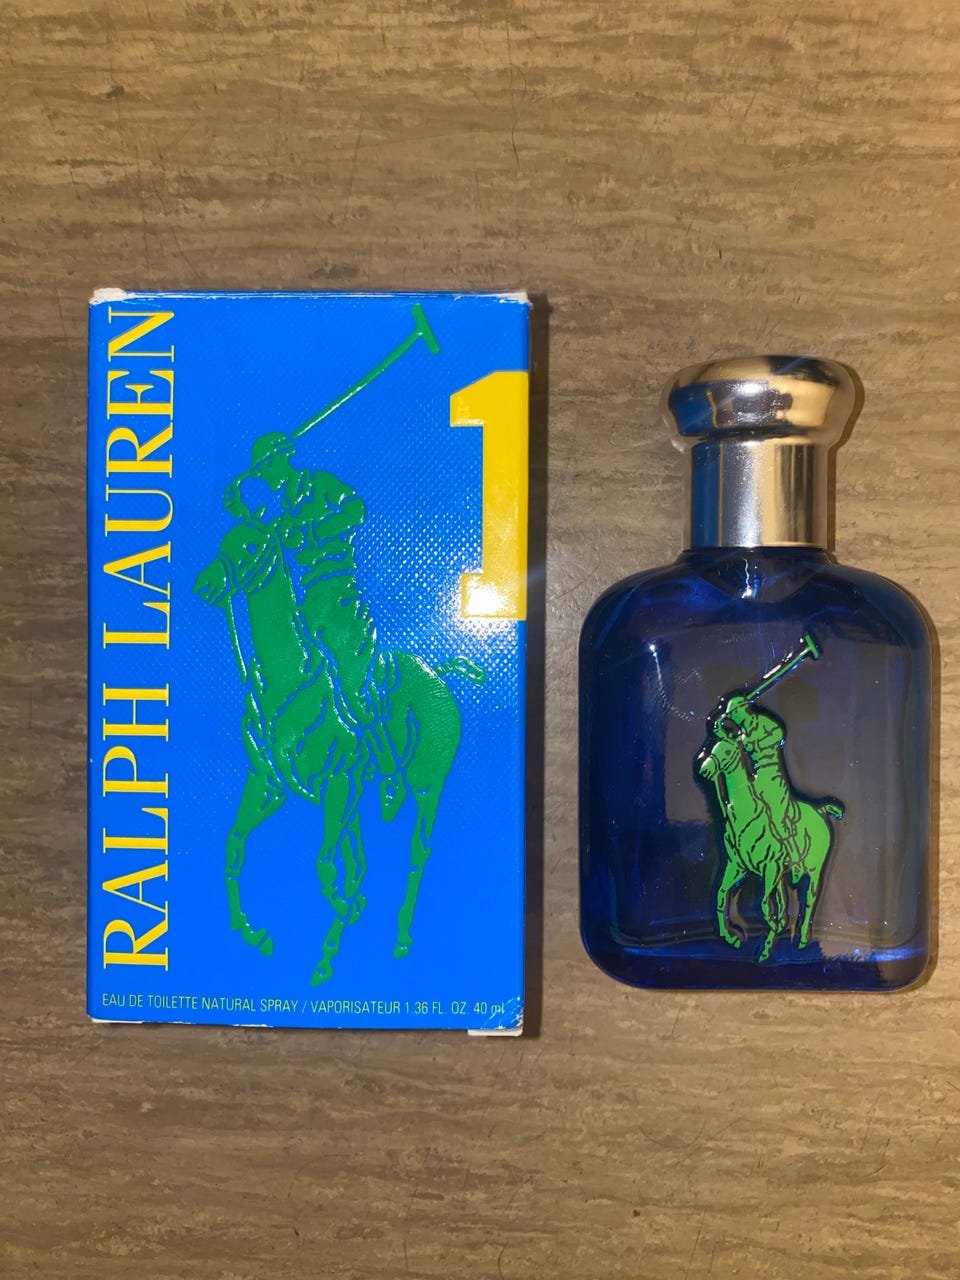 RALPH LAUREN
1
EAU DE TOILETTE NATURAL SPRAY / VAPORISATEUR 1.36 FL. OZ. 40 ml